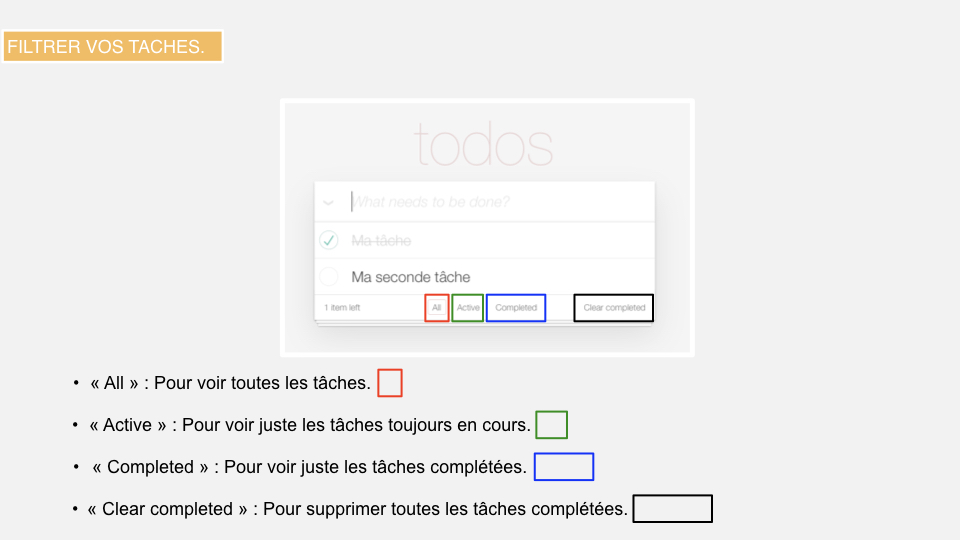 FILTRER VOS TACHES.
todos
What needs to be done?
Ma tâche
Ma seconde tâche
1 item left All Active Completed Clear completed
• « All » : Pour voir toutes les tâches.
• « Active » : Pour voir juste les tâches toujours en cours.
• « Completed » : Pour voir juste les tâches complétées.
• « Clear completed » : Pour supprimer toutes les tâches complétées.